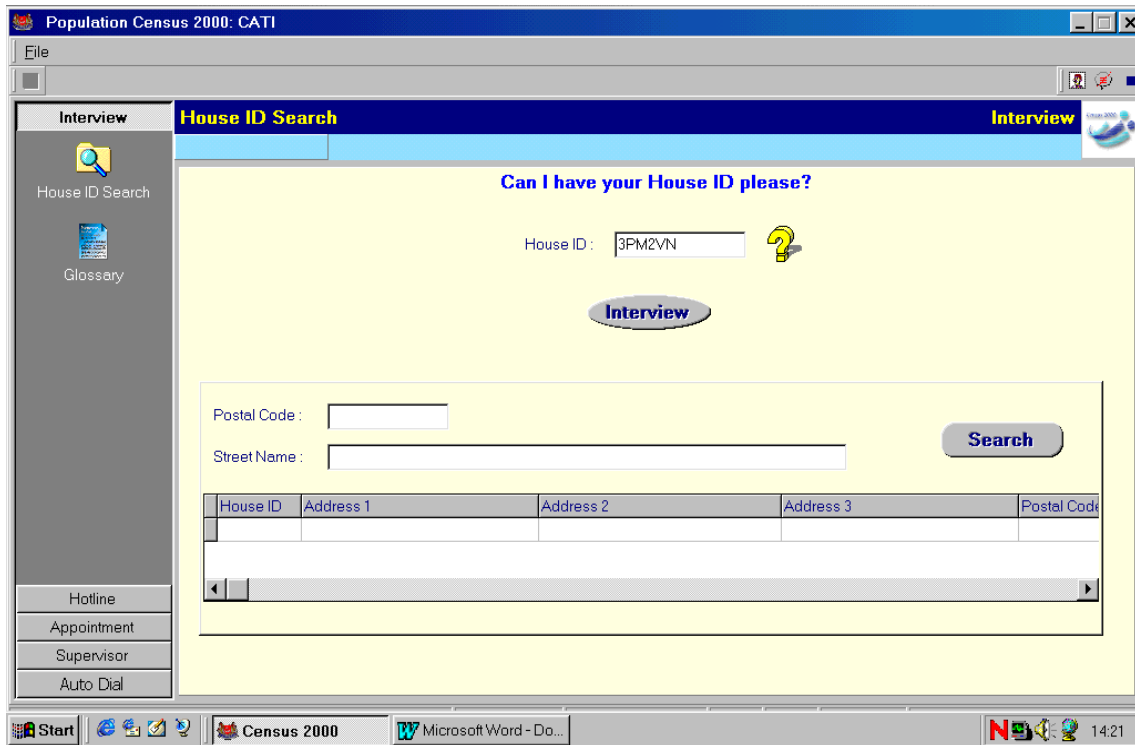 Population Census 2000: CATI
File
Interview
House ID Search
Interview
House ID Search
Glossary
Can I have your House ID please?
House ID : 3PM2VN
Interview
Postal Code :
Street Name :
Search
House ID Address 1 Address 2 Address 3 Postal Code
Hotline
Appointment
Supervisor
Auto Dial
Start Census 2000 Microsoft Word - Do... 14:21